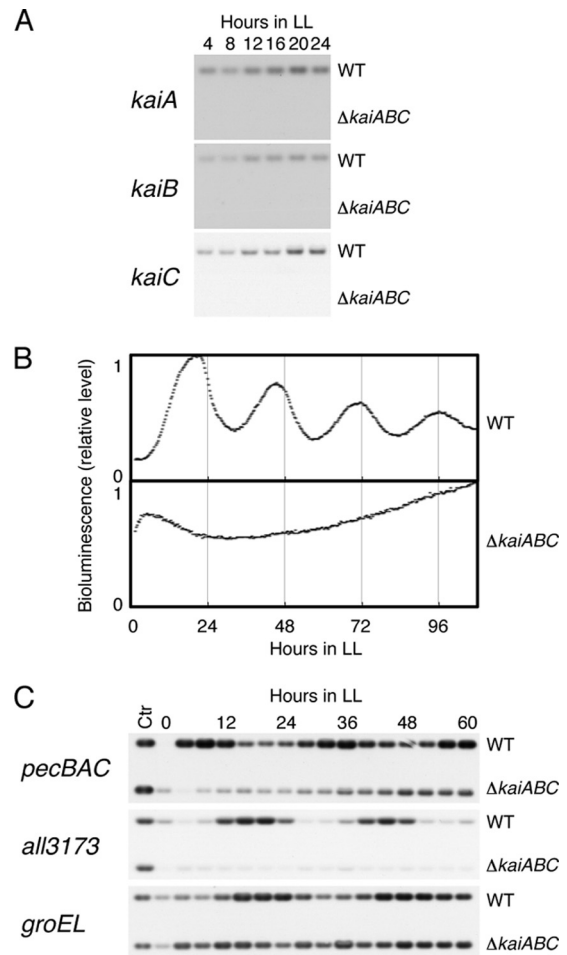 A
Hours in LL
4 8 12 16 20 24
kaiA
WT
ΔkaiABC
kaiB
WT
ΔkaiABC
kaiC
WT
ΔkaiABC
B
Bioluminescence (relative level)
1
0
WT
1
0
ΔkaiABC
0 24 48 72 96
Hours in LL
C
Hours in LL
Ctr 0 12 24 36 48 60
pecBAC
WT
ΔkaiABC
all3173
WT
ΔkaiABC
groEL
WT
ΔkaiABC